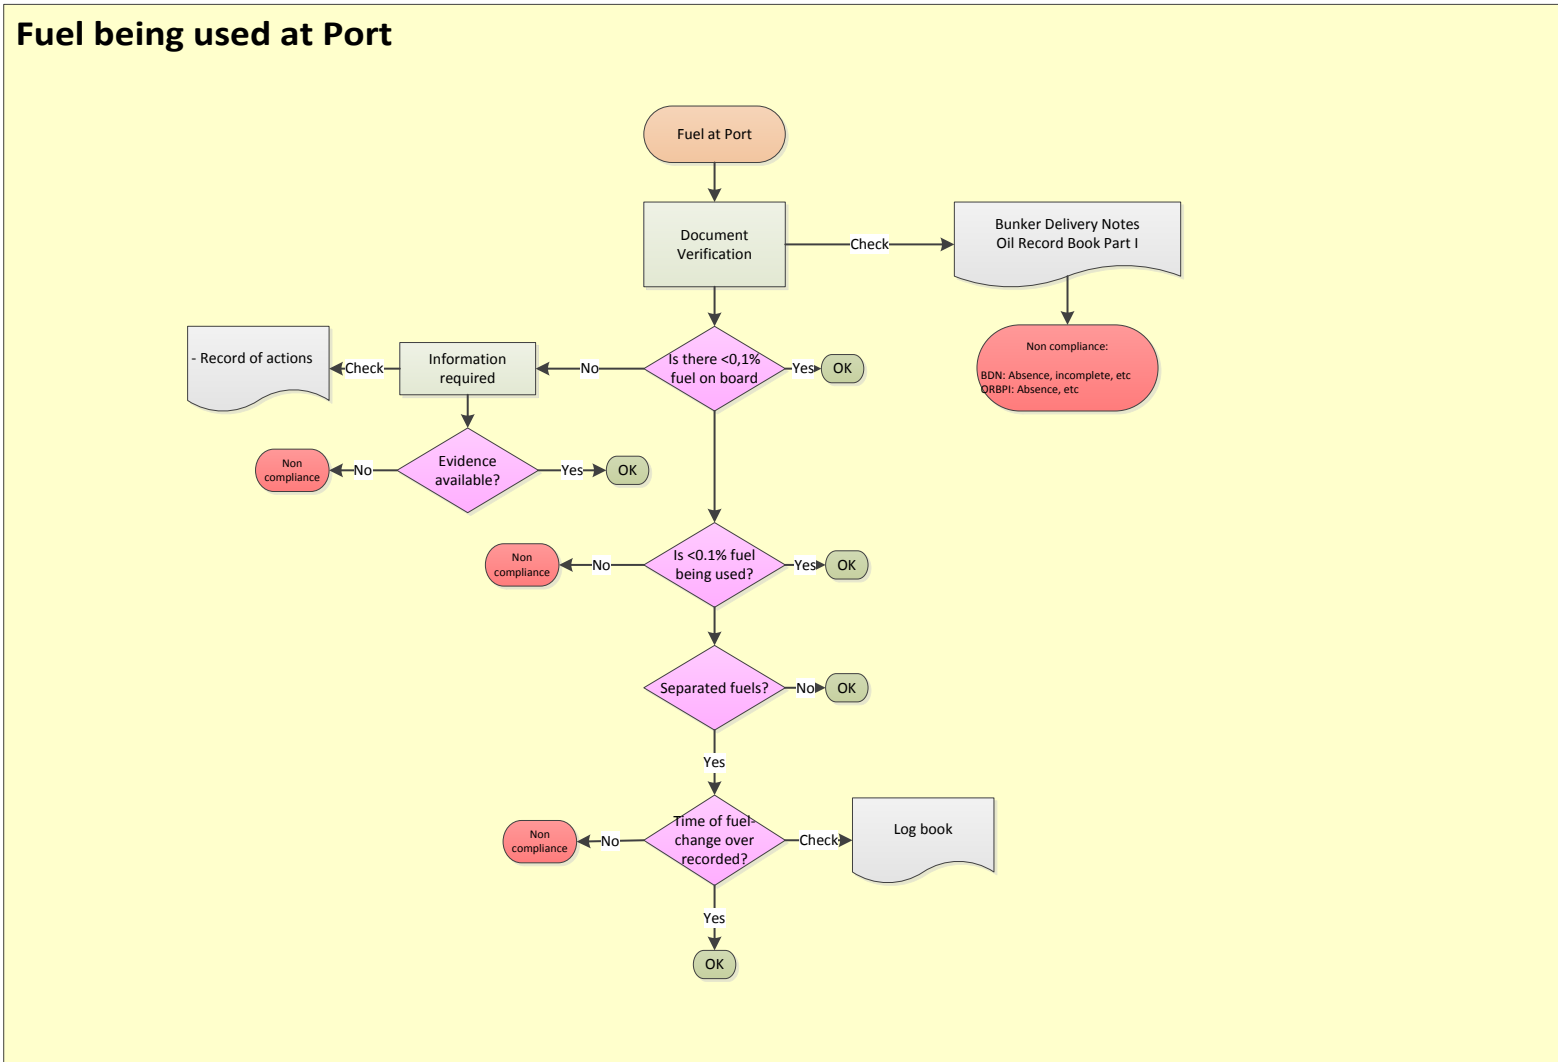 Fuel being used at Port
Fuel at Port
Document
Verification
Check
Bunker Delivery Notes
Oil Record Book Part I
Non compliance:
BDN: Absence, incomplete, etc
ORBPI: Absence, etc
Is there <0,1%
fuel on board
Yes
OK
No
Information
required
Check
- Record of actions
Evidence
available?
No
Non
compliance
Yes
OK
Is <0.1% fuel
being used?
No
Non
compliance
Yes
OK
Separated fuels?
No
OK
Yes
Time of fuel-
change over
recorded?
No
Non
compliance
Check
Log book
Yes
OK